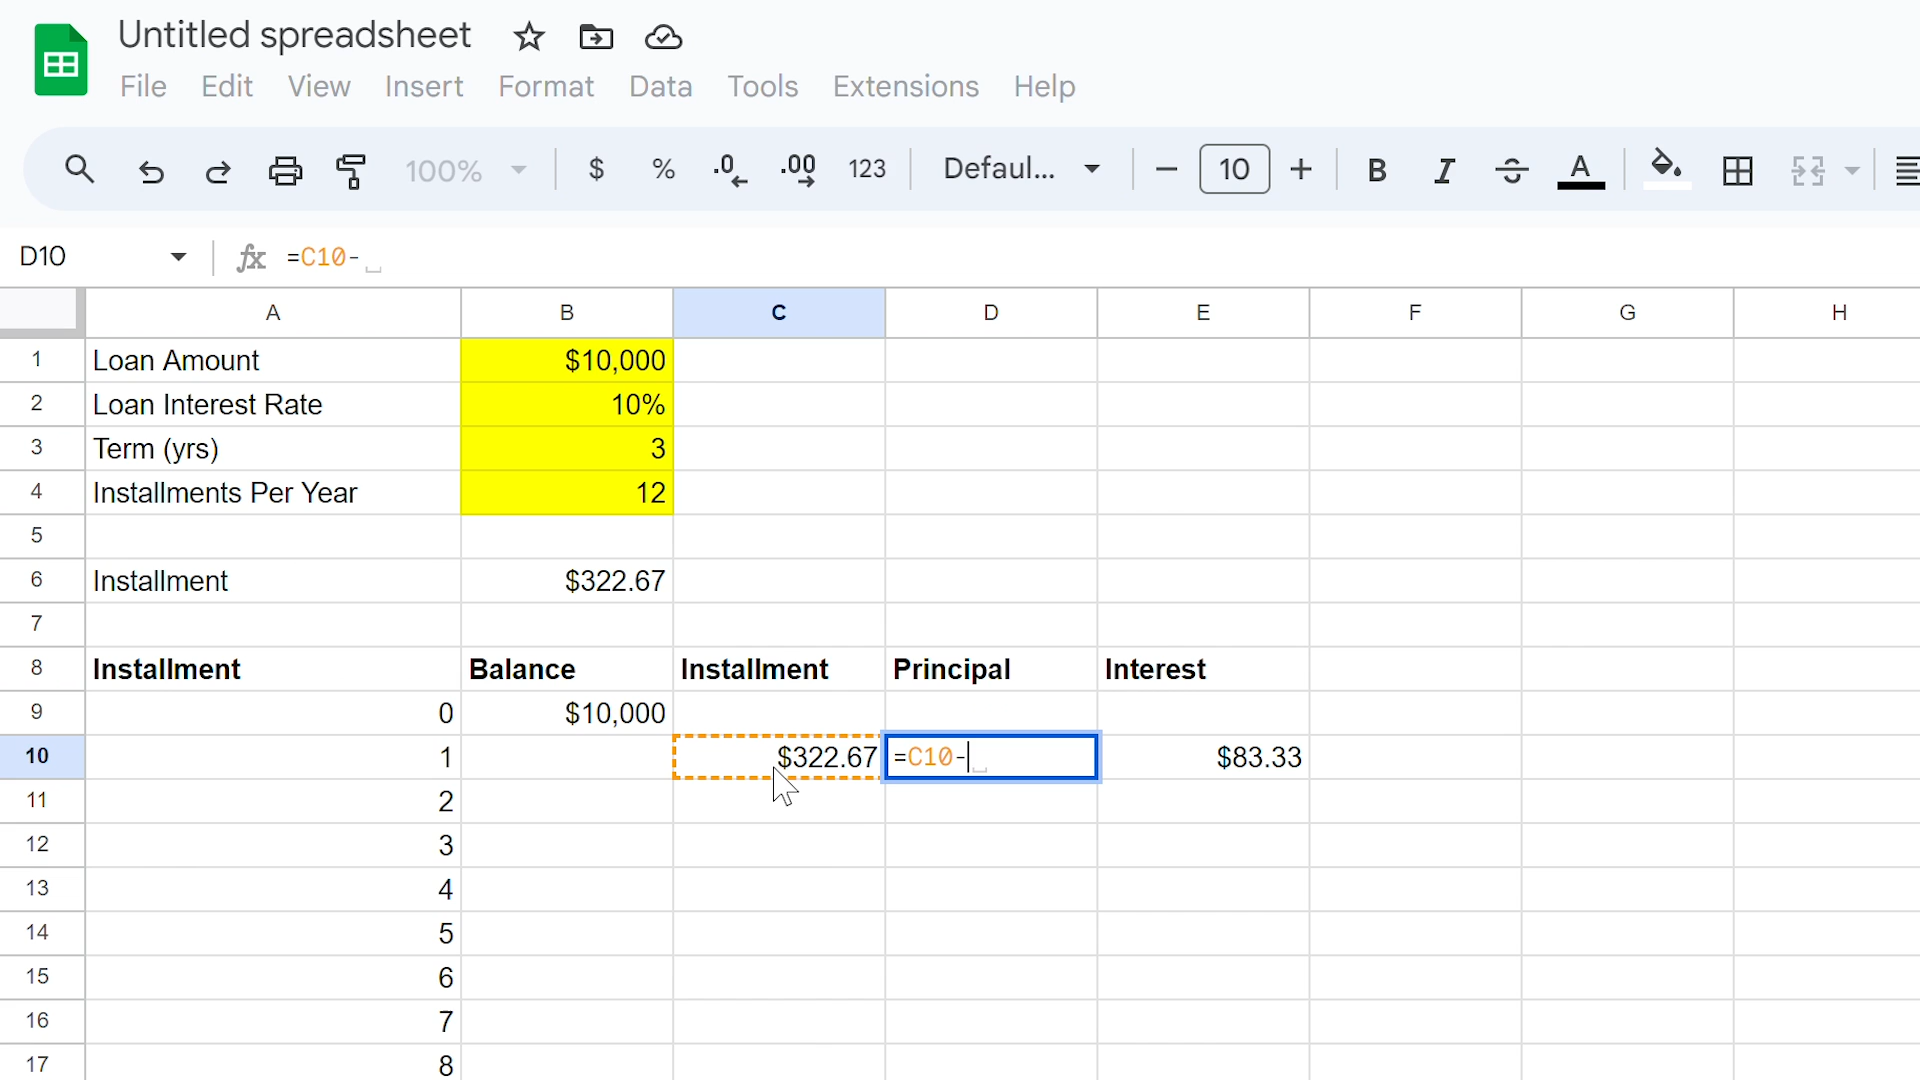 Untitled spreadsheet
File Edit View Insert Format Data Tools Extensions Help
100% $ % .0 .00 123 Defaul... 10 B I S A
D10 fx =C10-
A B C D E F G H
1 Loan Amount $10,000
2 Loan Interest Rate 10%
3 Term (yrs) 3
4 Installments Per Year 12
5
6 Installment $322.67
7
8 Installment Balance Installment Principal Interest
9 0 $10,000
10 1 $322.67 =C10- $83.33
11 2
12 3
13 4
14 5
15 6
16 7
17 8